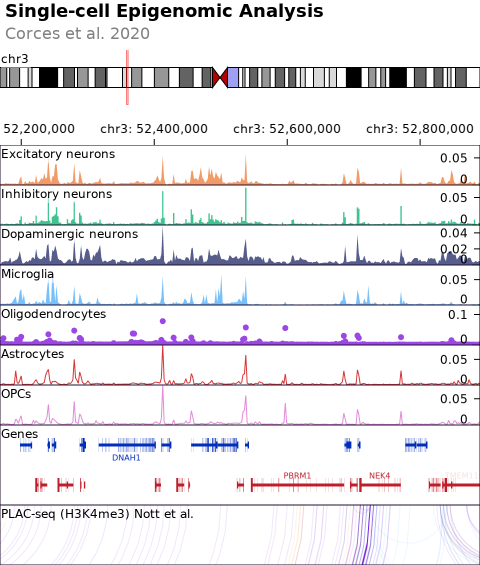 Single-cell Epigenomic Analysis
Corces et al. 2020
chr3
52,200,000 chr3: 52,400,000 chr3: 52,600,000 chr3: 52,800,000
Excitatory neurons 0.05
0
Inhibitory neurons 0.05
0
Dopaminergic neurons 0.04
0.02
0
Microglia 0.05
0
Oligodendrocytes 0.1
0
Astrocytes 0.05
0
OPCs 0.05
0
Genes
DNAH1
PBRM1 NEK4
PLAC-seq (H3K4me3) Nott et al.